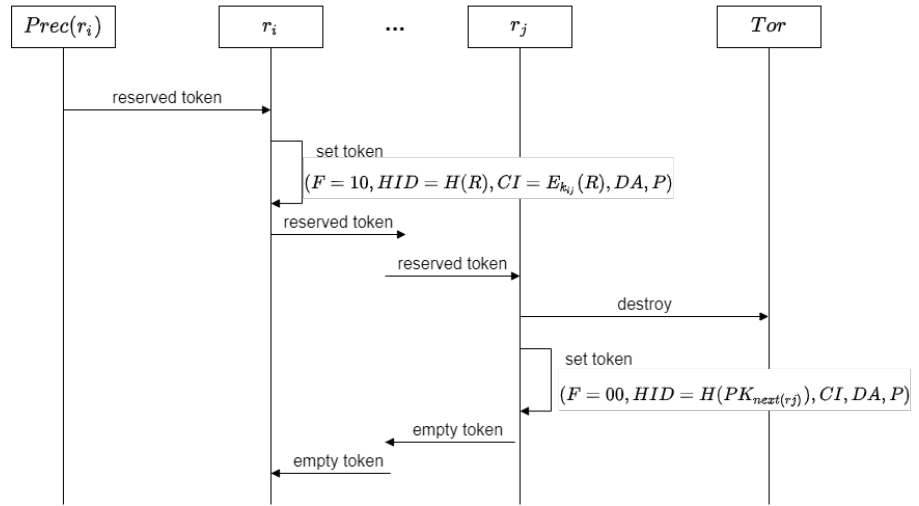 Prec(r_i) r_i ... r_j Tor
reserved token
set token
(F = 10, HID = H(R), CI = E_{k_{ij}}(R), DA, P)
reserved token
reserved token
destroy
set token
(F = 00, HID = H(PK_{next(rj)}), CI, DA, P)
empty token
empty token